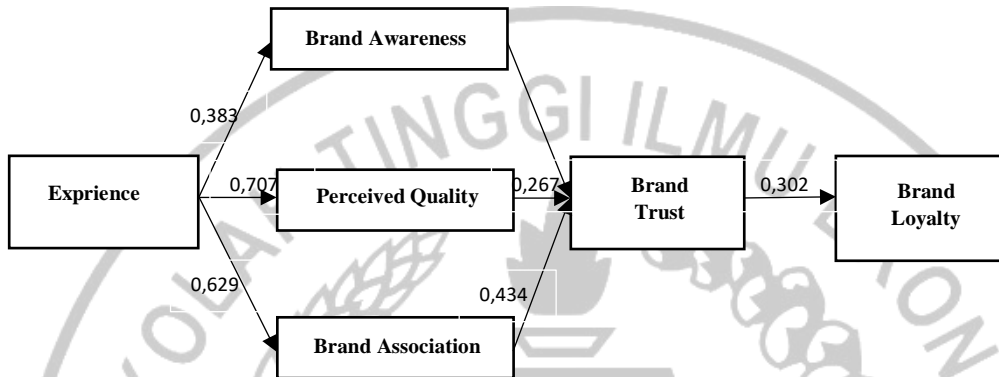 Brand Awareness
0,383
TINGGI ILMU
Exprience
0,707
Perceived Quality
0,267
Brand
Trust
0,302
Brand
Loyalty
0,629
0,434
Brand Association